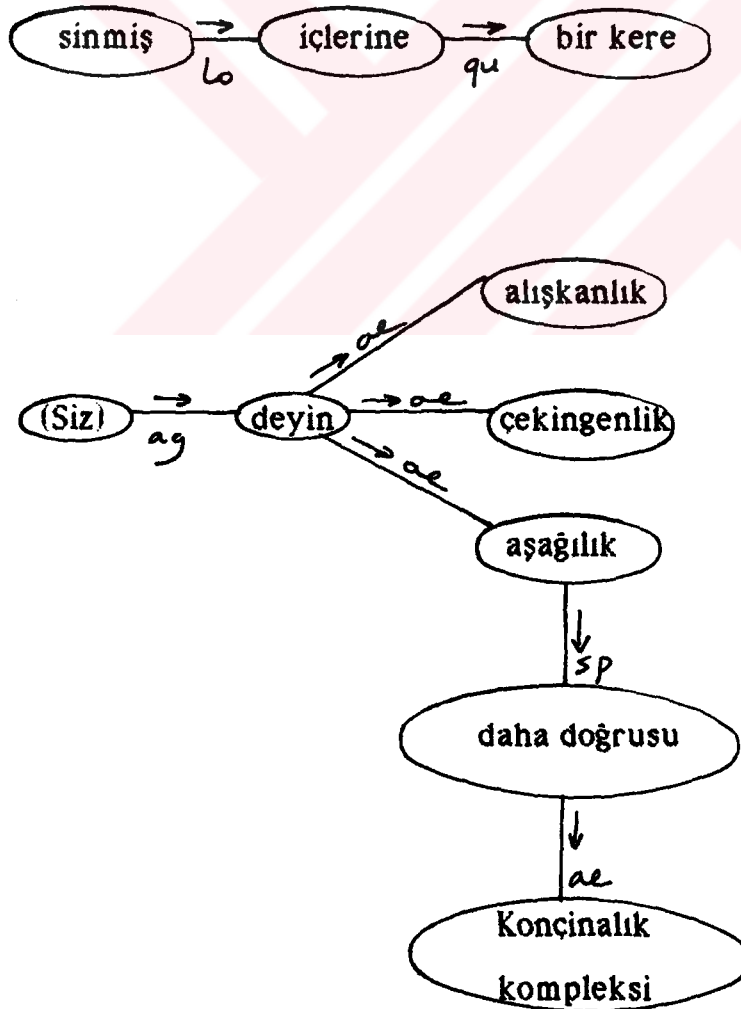 sinmiş içlerine bir kere
lo qu
alışkanlık
ae
(Siz) deyin ae çekingenlik
ag
ae
aşağılık
sp
daha doğrusu
ae
Konçinalık
kompleksi